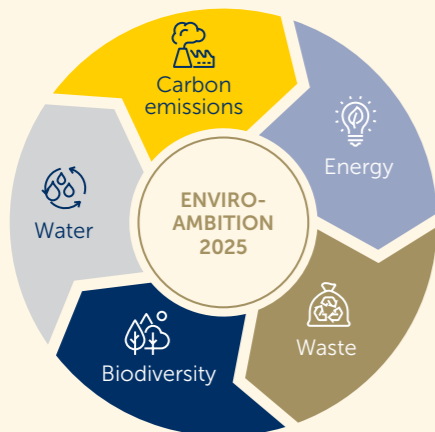 Carbon
emissions
Energy
ENVIRO-
AMBITION
2025
Water
Waste
Biodiversity